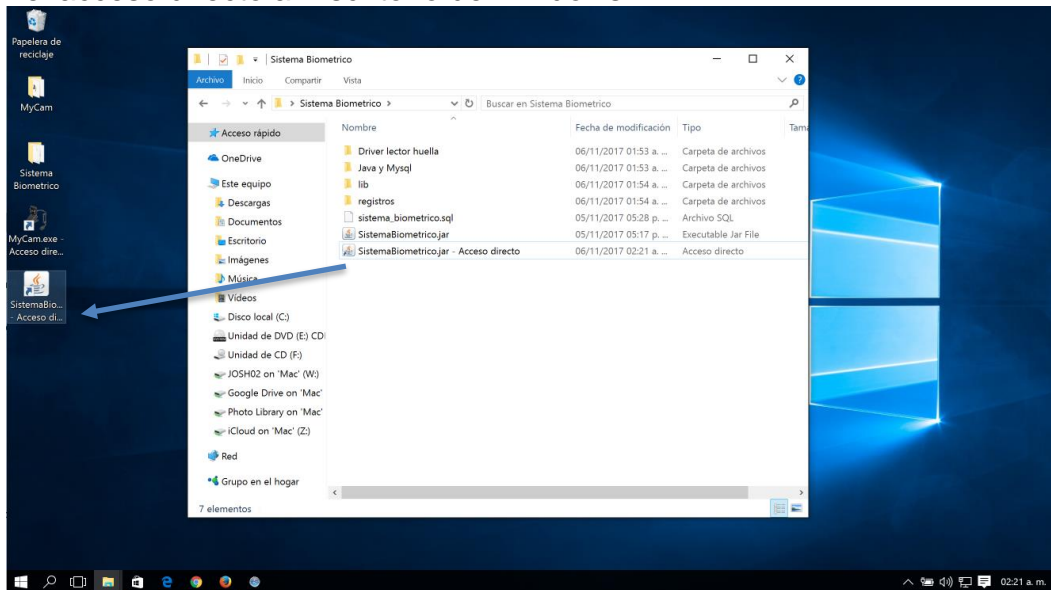 Papelera de
reciclaje
MyCam
Sistema
Biometrico
MyCam.exe -
Acceso dire...
SistemaBio...
- Acceso di...
Sistema Biometrico
Archivo Inicio Compartir Vista
Sistema Biometrico
Buscar en Sistema Biometrico
Acceso rápido
OneDrive
Este equipo
Descargas
Documentos
Escritorio
Imágenes
Música
Vídeos
Disco local (C:)
Unidad de DVD (E:) CD
Unidad de CD (F:)
JOSH02 on 'Mac' (W:)
Google Drive on 'Mac'
Photo Library on 'Mac'
iCloud on 'Mac' (Z:)
Red
Grupo en el hogar
Nombre Fecha de modificación Tipo Tama
Driver lector huella 06/11/2017 01:53 a. ... Carpeta de archivos
Java y Mysql 06/11/2017 01:53 a. ... Carpeta de archivos
lib 06/11/2017 01:54 a. ... Carpeta de archivos
registros 06/11/2017 01:54 a. ... Carpeta de archivos
sistema_biometrico.sql 05/11/2017 05:28 p. ... Archivo SQL
SistemaBiometrico.jar 05/11/2017 05:17 p. ... Executable Jar File
SistemaBiometrico.jar - Acceso directo 06/11/2017 02:21 a. ... Acceso directo
7 elementos
02:21 a. m.